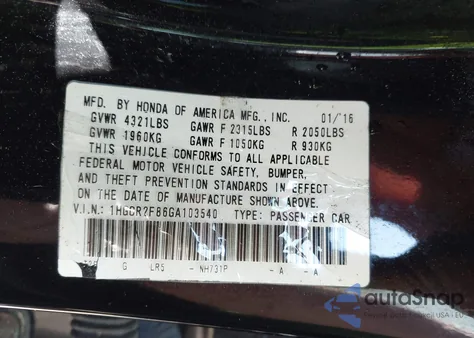 MFD. BY HONDA OF AMERICA MFG., INC. 01/16
GVWR 4321LBS GAWR F 2315LBS R 2050LBS
GVWR 1960KG GAWR F 1050KG R 930KG
THIS VEHICLE CONFORMS TO ALL APPLICABLE
FEDERAL MOTOR VEHICLE SAFETY, BUMPER,
AND THEFT PREVENTION STANDARDS IN EFFECT
ON THE DATE OF MANUFACTURE SHOWN ABOVE.
V.I.N.: 1HGCR2F86GA103540 TYPE: PASSENGER CAR
G LR5 - NH731P - A - A
autoSnap